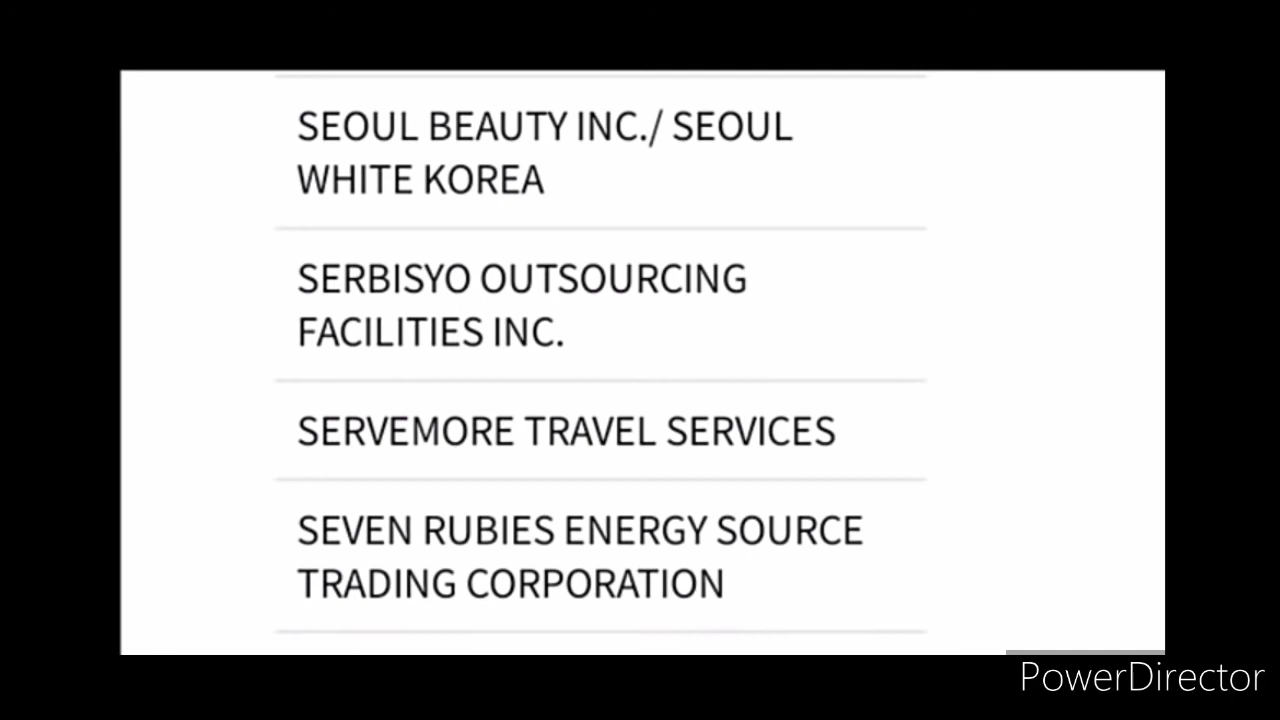 SEOUL BEAUTY INC./ SEOUL
WHITE KOREA
SERBISYO OUTSOURCING
FACILITIES INC.
SERVEMORE TRAVEL SERVICES
SEVEN RUBIES ENERGY SOURCE
TRADING CORPORATION
PowerDirector